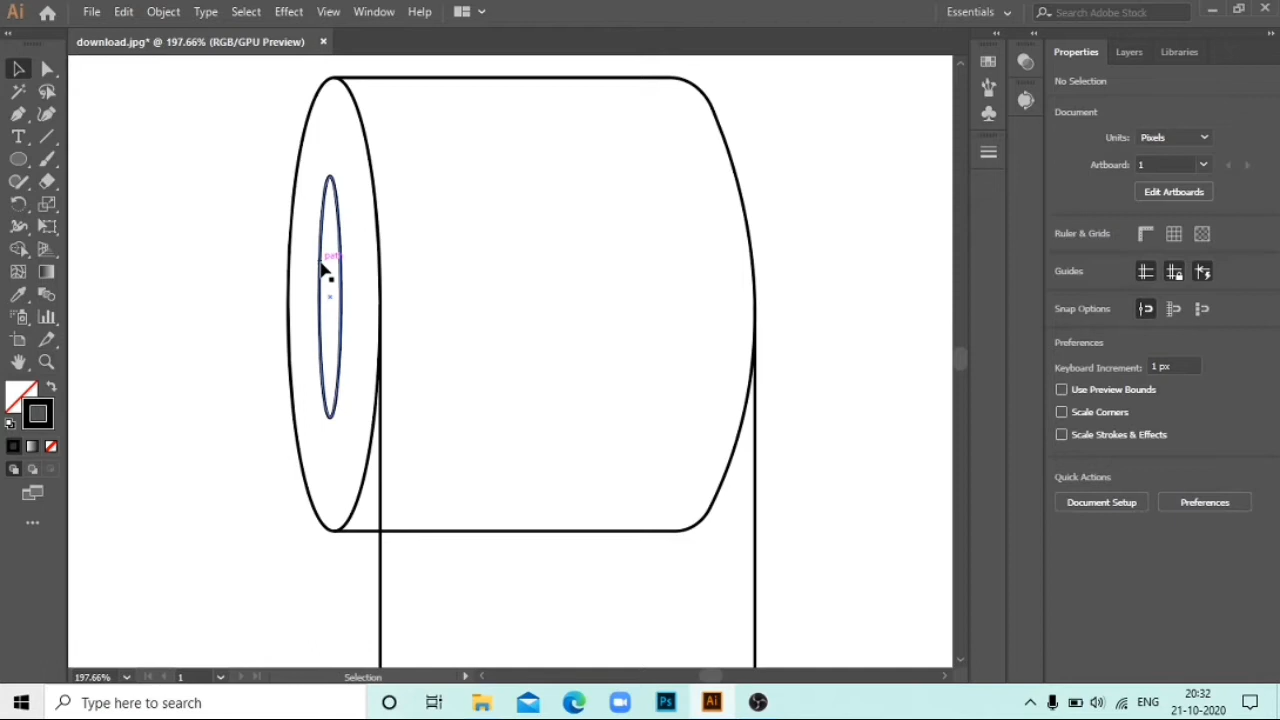 Ai File Edit Object Type Select Effect View Window Help Essentials Search Adobe Stock
download.jpg* @ 197.66% (RGB/GPU Preview)
Properties Layers Libraries
No Selection
Document
Units: Pixels
Artboard: 1
Edit Artboards
Ruler & Grids
Guides
Snap Options
Preferences
Keyboard Increment: 1 px
Use Preview Bounds
Scale Corners
Scale Strokes & Effects
Quick Actions
Document Setup Preferences
197.66% 1 Selection
Type here to search Ps Ai ENG 20:32
21-10-2020